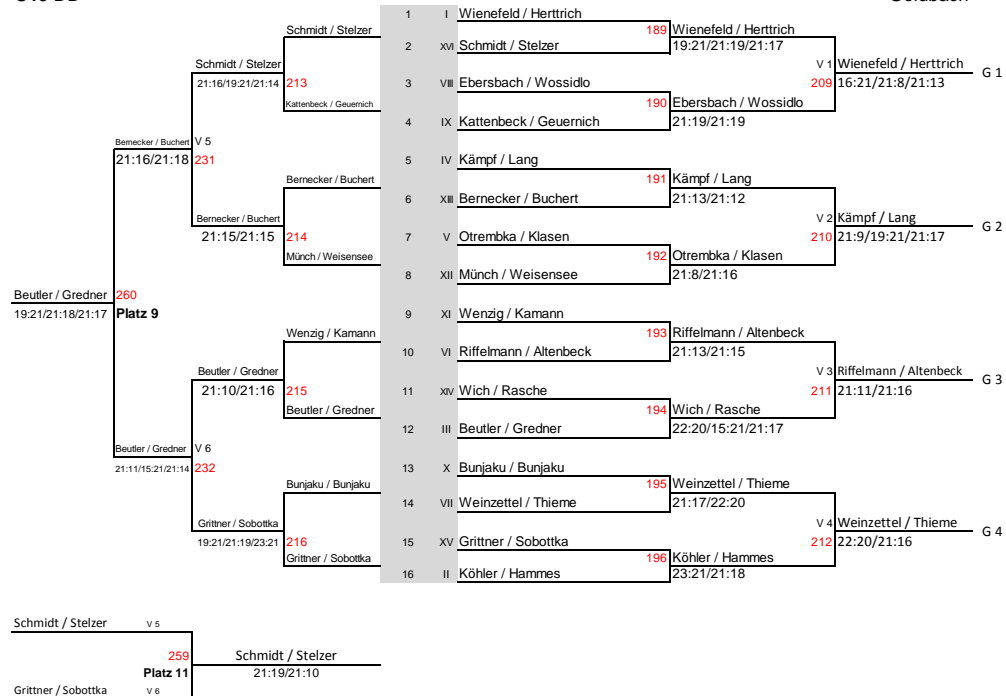 1 I Wienefeld / Herttrich
Schmidt / Stelzer 189 Wienefeld / Herttrich
2 XVI Schmidt / Stelzer 19:21/21:19/21:17
Schmidt / Stelzer V 1 Wienefeld / Herttrich G 1
21:16/19:21/21:14 213 3 VIII Ebersbach / Wossidlo 209 16:21/21:8/21:13
Kattenbeck / Geuernich 190 Ebersbach / Wossidlo
4 IX Kattenbeck / Geuernich 21:19/21:19
Bernecker / Buchert V 5
21:16/21:18 231 5 IV Kämpf / Lang
Bernecker / Buchert 191 Kämpf / Lang
6 XIII Bernecker / Buchert 21:13/21:12
Bernecker / Buchert V 2 Kämpf / Lang G 2
21:15/21:15 214 7 V Otrembka / Klasen 210 21:9/19:21/21:17
Münch / Weisensee 192 Otrembka / Klasen
8 XII Münch / Weisensee 21:8/21:16
Beutler / Gredner 260
19:21/21:18/21:17 Platz 9 9 XI Wenzig / Kamann
Wenzig / Kamann 193 Riffelmann / Altenbeck
10 VI Riffelmann / Altenbeck 21:13/21:15
Beutler / Gredner V 3 Riffelmann / Altenbeck G 3
21:10/21:16 215 11 XIV Wich / Rasche 211 21:11/21:16
Beutler / Gredner 194 Wich / Rasche
12 III Beutler / Gredner 22:20/15:21/21:17
Beutler / Gredner V 6
21:11/15:21/21:14 232 13 X Bunjaku / Bunjaku
Bunjaku / Bunjaku 195 Weinzettel / Thieme
14 VII Weinzettel / Thieme 21:17/22:20
Grittner / Sobottka V 4 Weinzettel / Thieme G 4
19:21/21:19/23:21 216 15 XV Grittner / Sobottka 212 22:20/21:16
Grittner / Sobottka 196 Köhler / Hammes
16 II Köhler / Hammes 23:21/21:18
Schmidt / Stelzer V 5
259 Schmidt / Stelzer
Platz 11 21:19/21:10
Grittner / Sobottka V 6